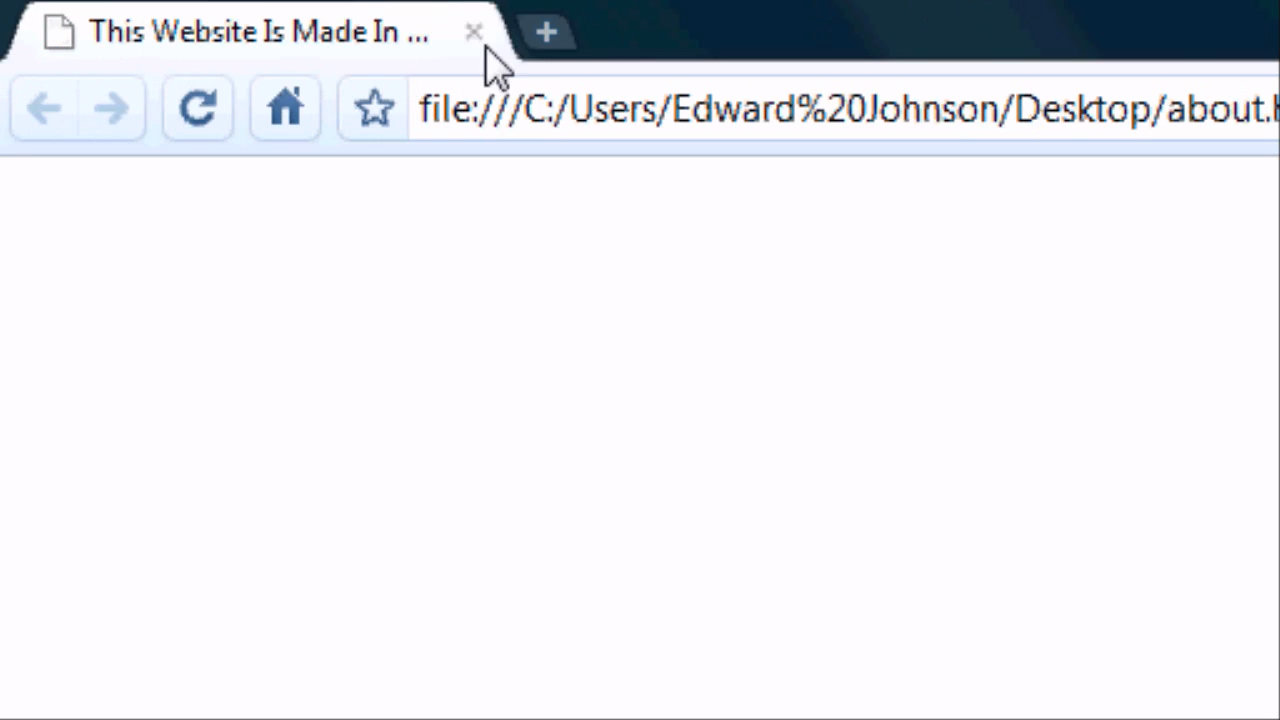 This Website Is Made In ...
file:///C:/Users/Edward%20Johnson/Desktop/about.